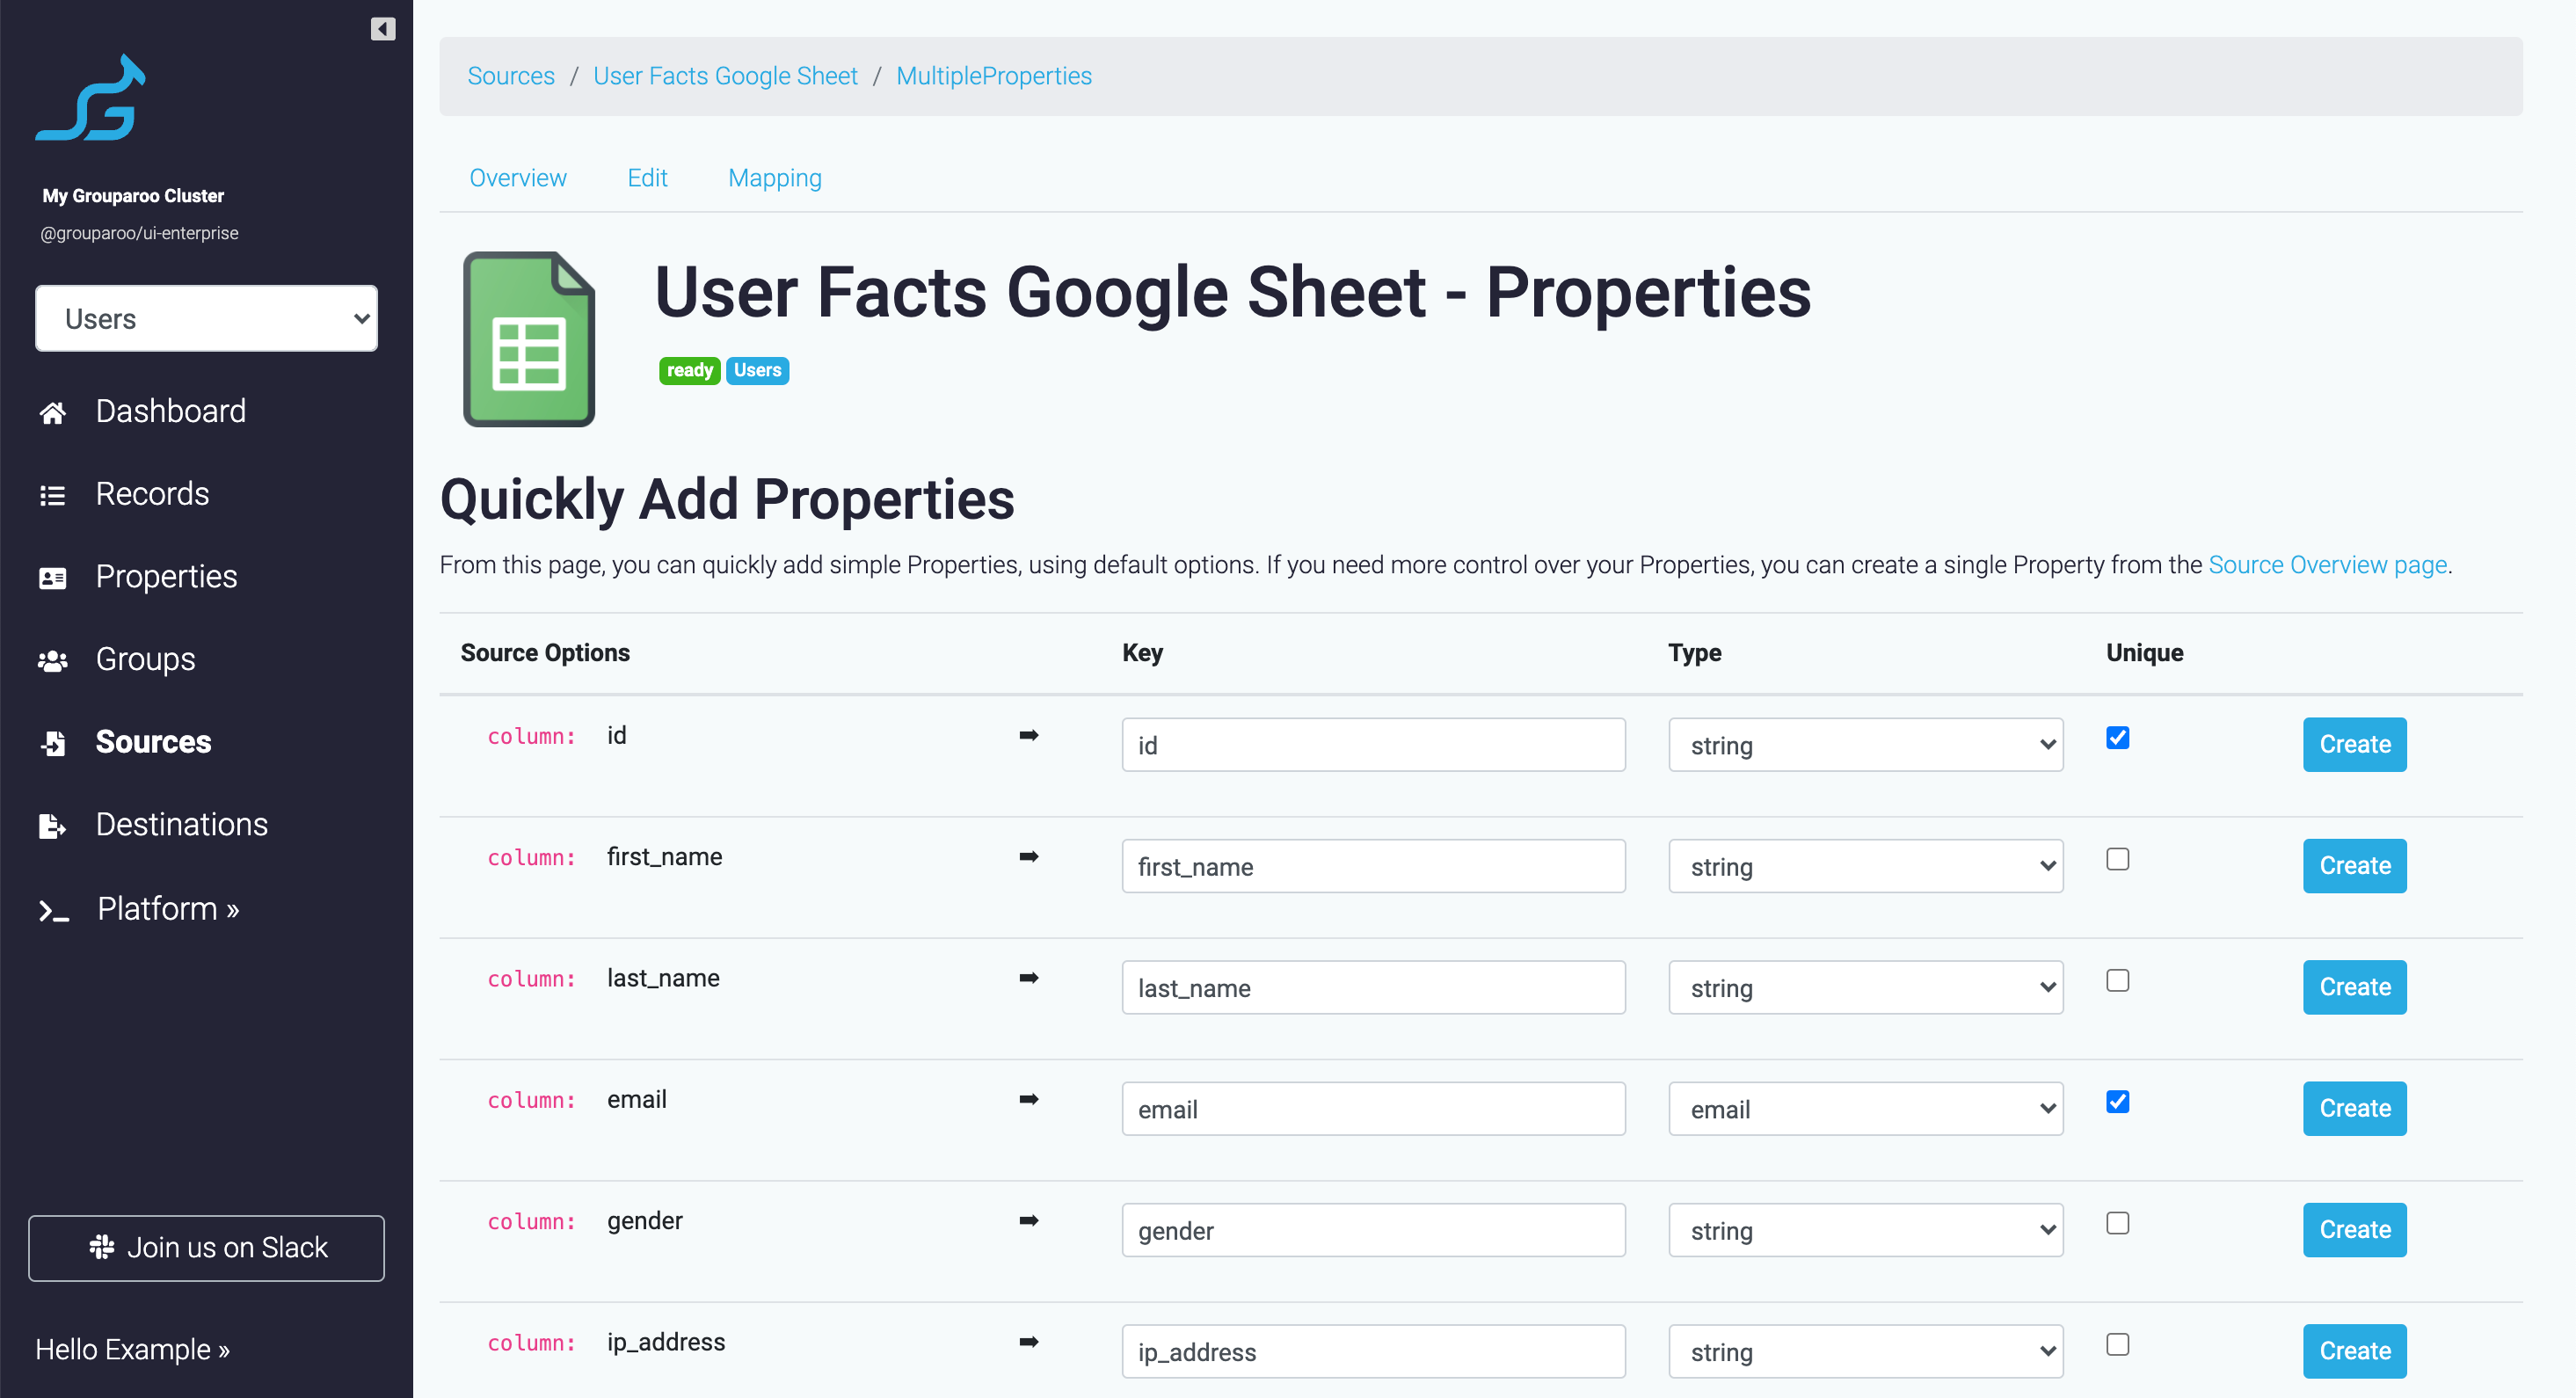 My Grouparoo Cluster
@grouparoo/ui-enterprise
Users
Dashboard
Records
Properties
Groups
Sources
Destinations
Platform »
Join us on Slack
Hello Example »
Sources / User Facts Google Sheet / MultipleProperties
Overview Edit Mapping
User Facts Google Sheet - Properties
ready Users
Quickly Add Properties
From this page, you can quickly add simple Properties, using default options. If you need more control over your Properties, you can create a single Property from the Source Overview page.
Source Options Key Type Unique
column: id ➡ id string Create
column: first_name ➡ first_name string Create
column: last_name ➡ last_name string Create
column: email ➡ email email Create
column: gender ➡ gender string Create
column: ip_address ➡ ip_address string Create